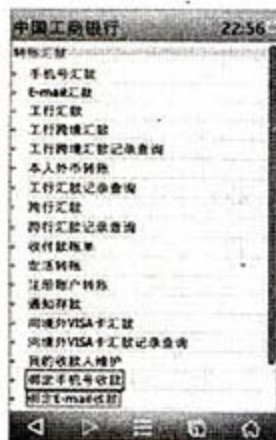 中国工商银行 22:56
转账汇款
手机号汇款
E-mail汇款
工行汇款
工行跨境汇款
工行跨境汇款记录查询
本人外币转账
工行汇款记录查询
跨行汇款
跨行汇款记录查询
收付款账单
定活转账
注册账户转账
通知存款
向境外VISA卡汇款
向境外VISA卡汇款记录查询
我的收款人维护
绑定手机号收款
绑定E-mail收款